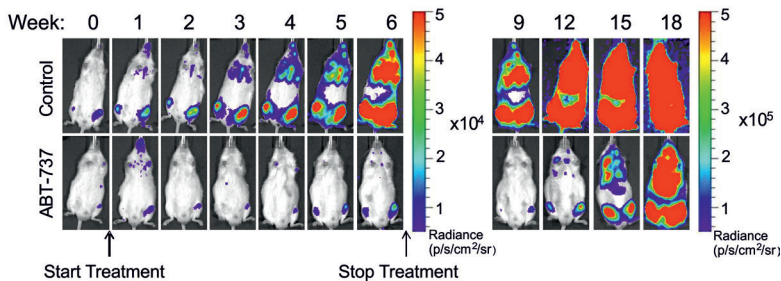 Week: 0 1 2 3 4 5 6 9 12 15 18
Control
ABT-737
5
4
3
2
1
x10⁴
Radiance
(p/s/cm²/sr)
5
4
3
2
1
x10⁵
Radiance
(p/s/cm²/sr)
Start Treatment
Stop Treatment